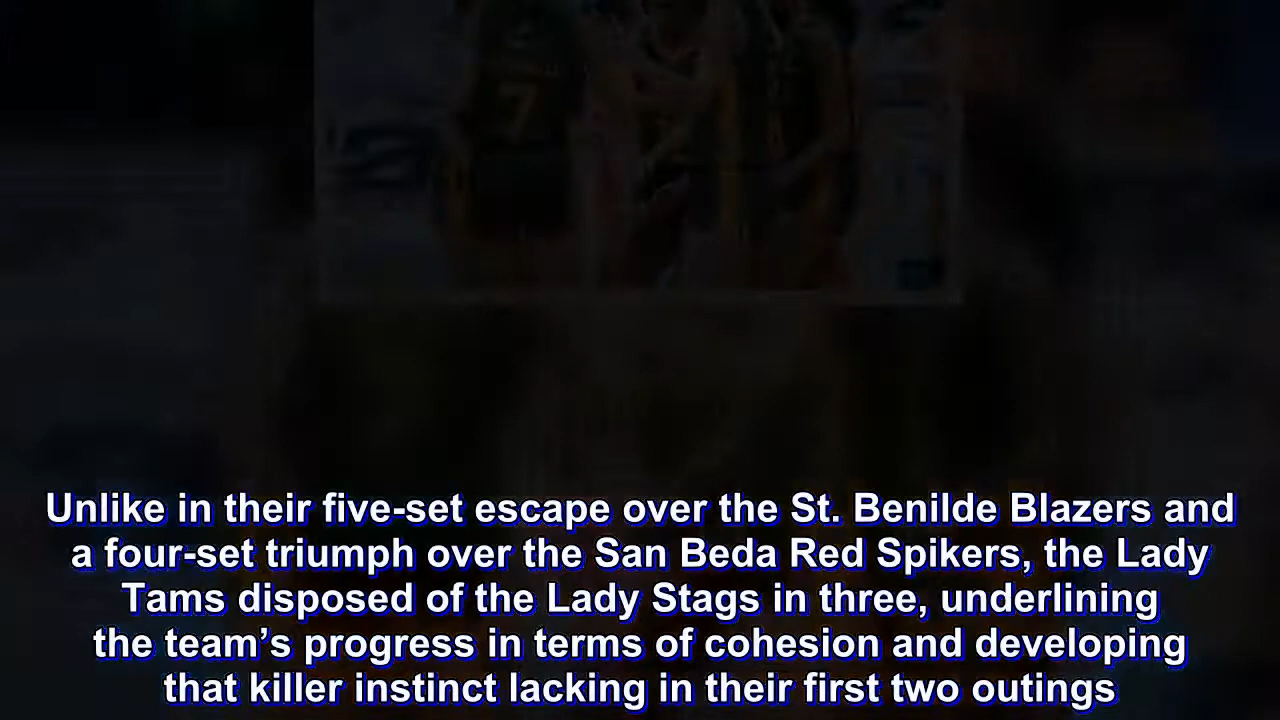 7
Unlike in their five-set escape over the St. Benilde Blazers and
a four-set triumph over the San Beda Red Spikers, the Lady
Tams disposed of the Lady Stags in three, underlining
the team’s progress in terms of cohesion and developing
that killer instinct lacking in their first two outings